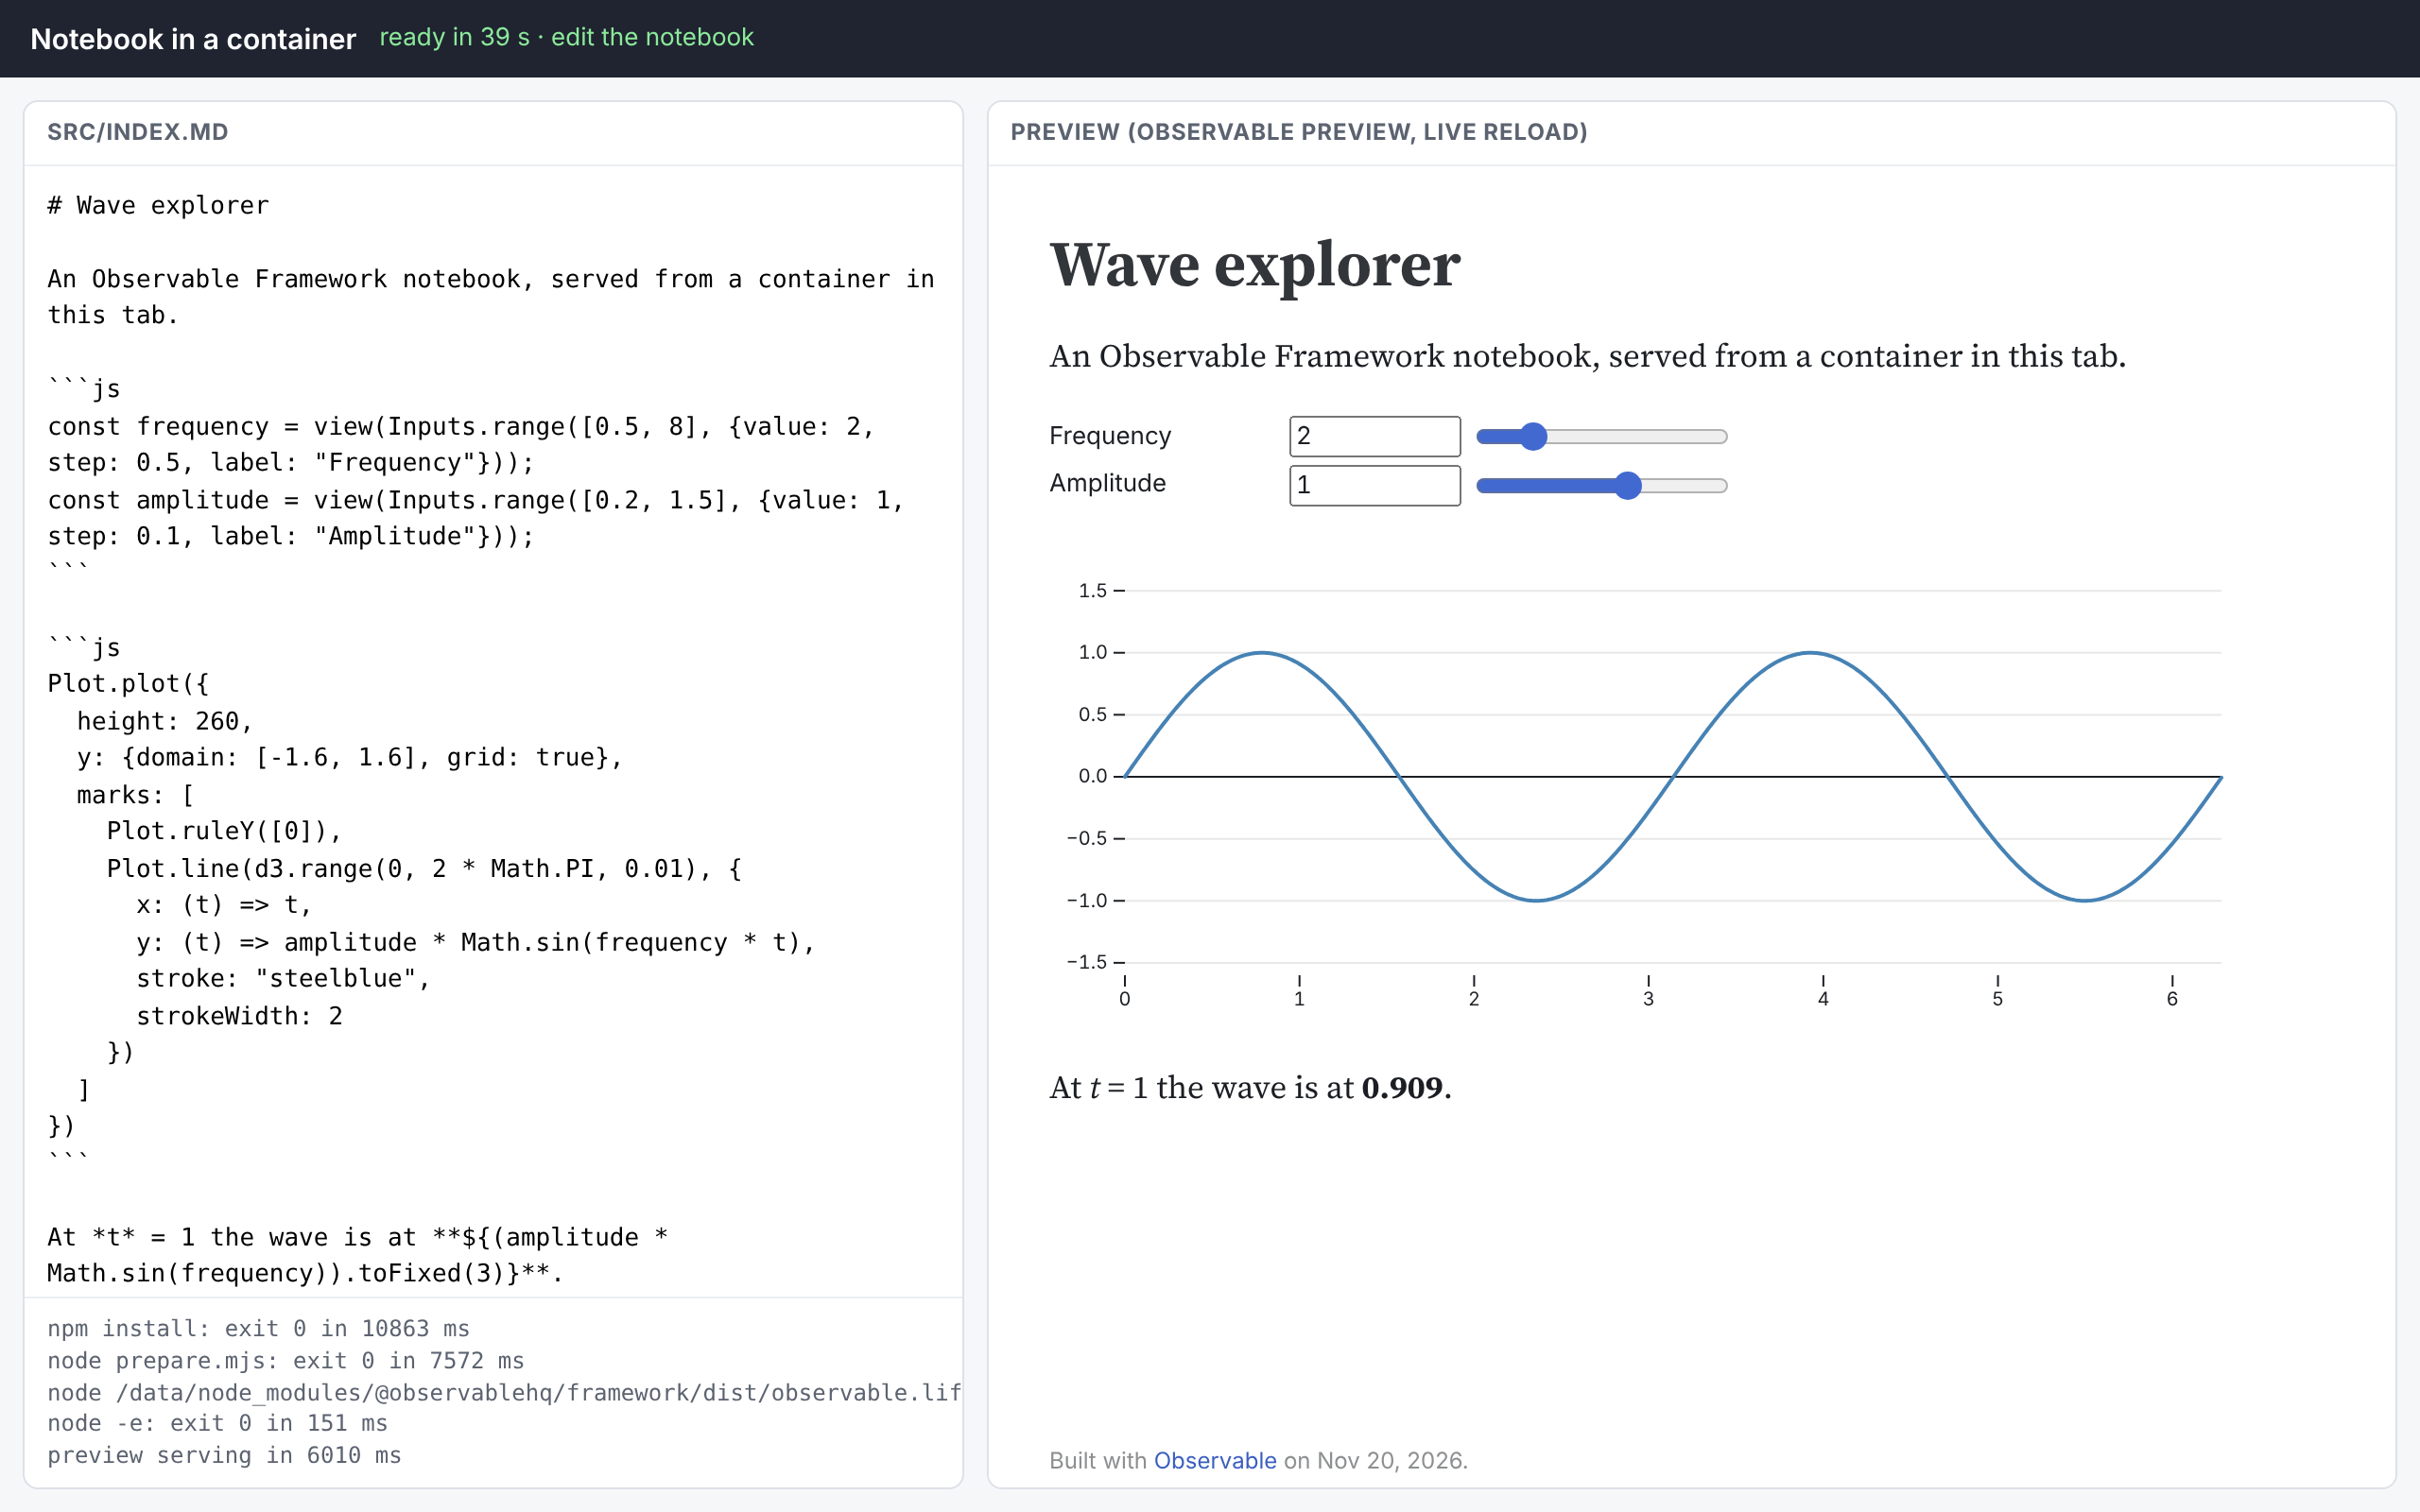 Notebook in a container
ready in 39 s · edit the notebook
SRC/INDEX.MD
# Wave explorer
An Observable Framework notebook, served from a container in
this tab.
```js
const frequency = view(Inputs.range([0.5, 8], {value: 2,
step: 0.5, label: "Frequency"}));
const amplitude = view(Inputs.range([0.2, 1.5], {value: 1,
step: 0.1, label: "Amplitude"}));
```
```js
Plot.plot({
  height: 260,
  y: {domain: [-1.6, 1.6], grid: true},
  marks: [
    Plot.ruleY([0]),
    Plot.line(d3.range(0, 2 * Math.PI, 0.01), {
      x: (t) => t,
      y: (t) => amplitude * Math.sin(frequency * t),
      stroke: "steelblue",
      strokeWidth: 2
    })
  ]
})
```
At *t* = 1 the wave is at **${(amplitude *
Math.sin(frequency)).toFixed(3)}**.
npm install: exit 0 in 10863 ms
node prepare.mjs: exit 0 in 7572 ms
node /data/node_modules/@observablehq/framework/dist/observable.lif
node -e: exit 0 in 151 ms
preview serving in 6010 ms
PREVIEW (OBSERVABLE PREVIEW, LIVE RELOAD)
Wave explorer
An Observable Framework notebook, served from a container in this tab.
Frequency 2
Amplitude 1
1.5
1.0
0.5
0.0
−0.5
−1.0
−1.5
0 1 2 3 4 5 6
At t = 1 the wave is at 0.909.
Built with Observable on Nov 20, 2026.